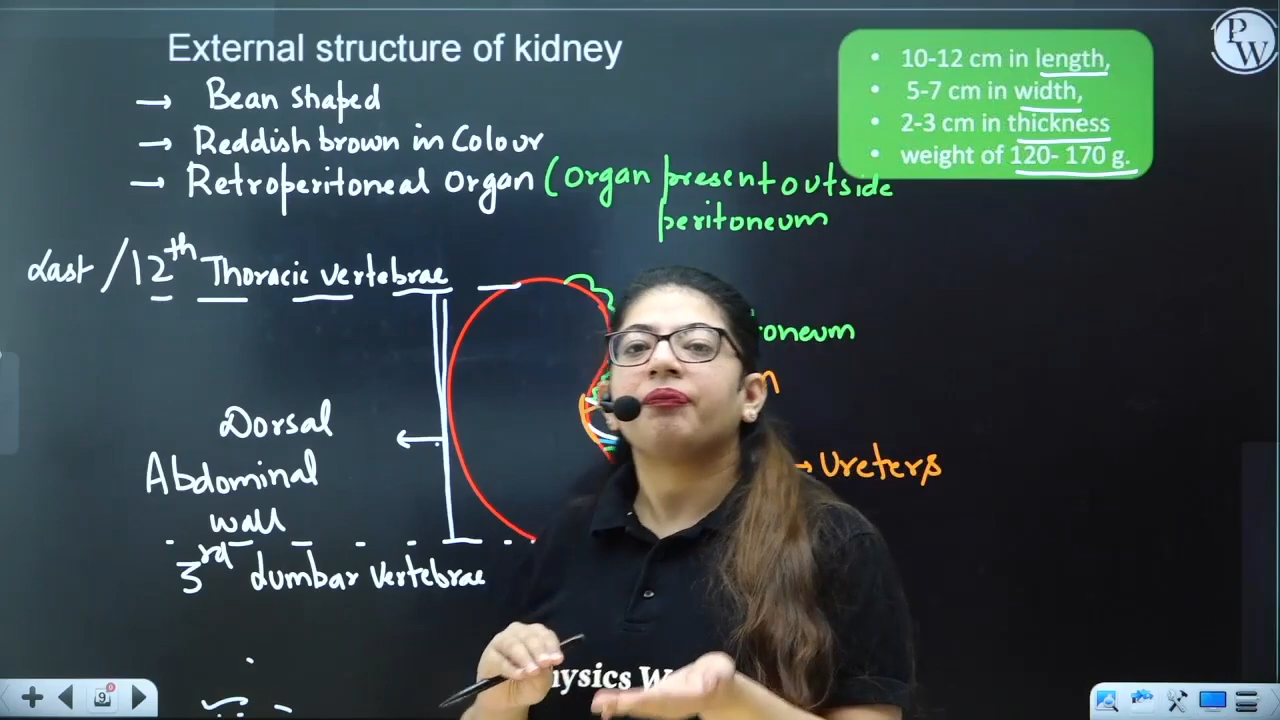 External structure of kidney
→ Bean shaped
→ Reddish brown in Colour
→ Retroperitoneal Organ (Organ present outside
peritoneum
• 10-12 cm in length,
• 5-7 cm in width,
• 2-3 cm in thickness
• weight of 120- 170 g.
PW
Last /12th Thoracic vertebrae
oneum
Dorsal
Abdominal
wall
→ Ureters
3rd Lumbar vertebrae
hysics W
9